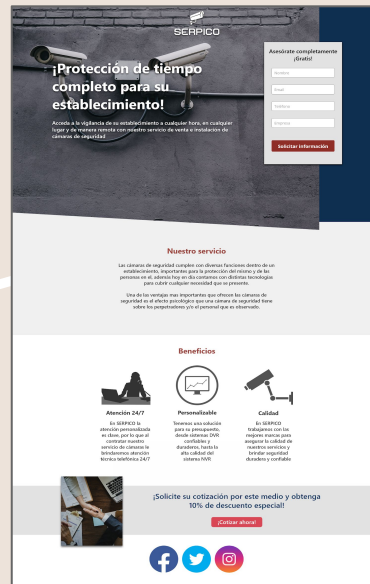 SERPICO
¡Protección de tiempo
completo para su
establecimiento!
Acceda a la vigilancia de su establecimiento a cualquier hora, en cualquier
lugar y de manera remota con nuestro servicio de venta e instalación de
cámaras de seguridad
Asesórate completamente
¡Gratis!
Nombre
Email
Teléfono
Empresa
Solicitar información
Nuestro servicio
Las cámaras de seguridad cumplen con diversas funciones dentro de un
establecimiento, importantes para la protección del mismo y de las
personas en el, además hoy en día contamos con distintas tecnologías
para cubrir cualquier necesidad que se presente.
Una de las ventajas mas importantes que ofrecen las cámaras de
seguridad es el efecto psicológico que una cámara de seguridad tiene
sobre los perpetradores y/o el personal que es observado.
Beneficios
Atención 24/7
En SERPICO la
atención personalizada
es clave, por lo que al
contratar nuestro
servicio de cámaras le
brindaremos atención
técnica telefónica 24/7
Personalizable
Tenemos una solución
para su presupuesto,
desde sistemas DVR
confiables y
duraderos, hasta la
alta calidad del
sistema NVR
Calidad
En SERPICO
trabajamos con las
mejores marcas para
asegurar la calidad de
nuestros servicios y
brindar seguridad
duradera y confiable
¡Solicite su cotización por este medio y obtenga
10% de descuento especial!
¡Cotizar ahora!